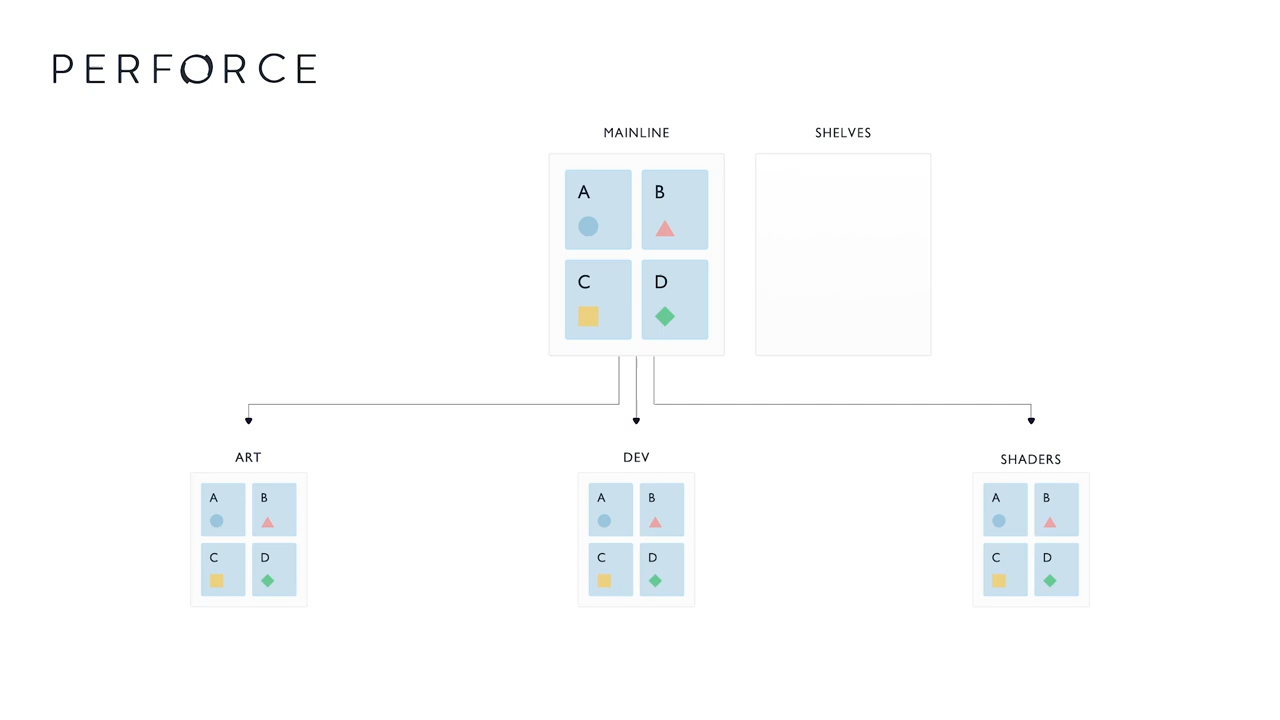 PERFORCE
MAINLINE SHELVES
A B
C D
ART DEV SHADERS
A B A B A B
C D C D C D